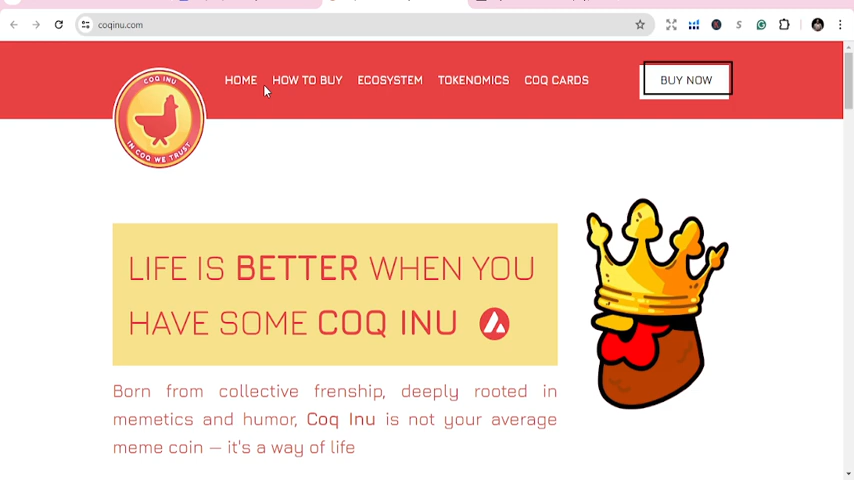 coqinu.com
HOME HOW TO BUY ECOSYSTEM TOKENOMICS COQ CARDS BUY NOW
COQ INU
IN COQ WE TRUST
LIFE IS BETTER WHEN YOU
HAVE SOME COQ INU
Born from collective frenship, deeply rooted in
memetics and humor, Coq Inu is not your average
meme coin — it's a way of life